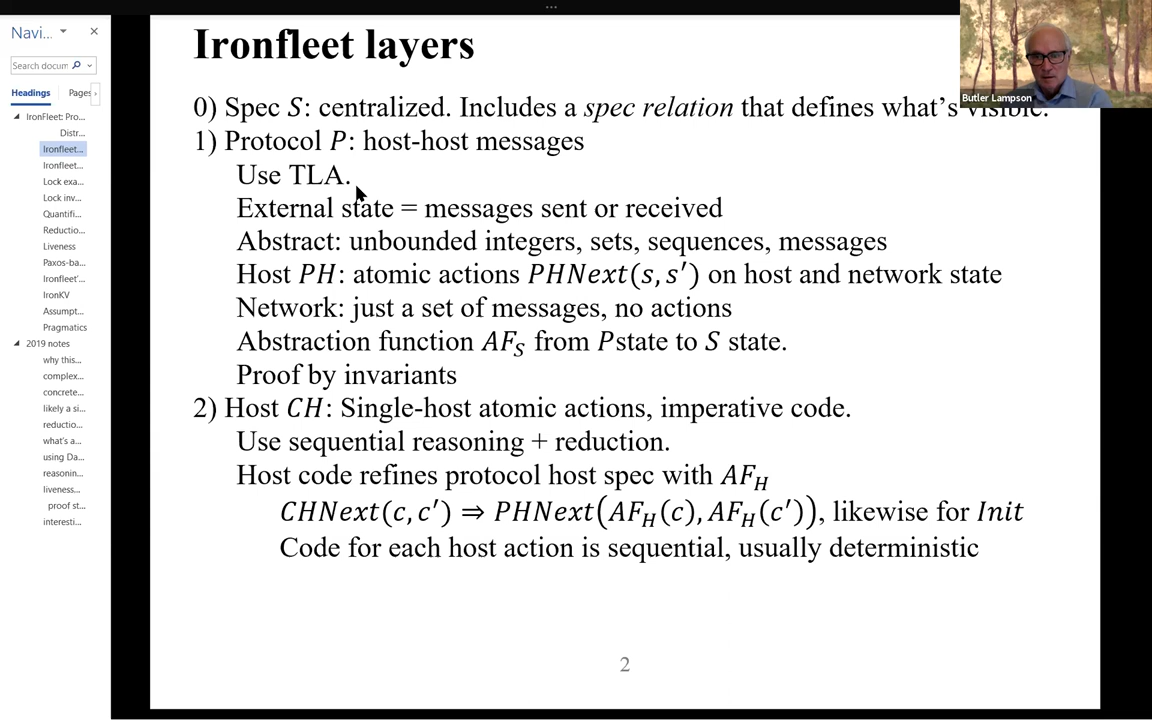 Navi...
Search docum
Headings
Pages
IronFleet: Pro...
Distr...
Ironfleet...
Ironfleet...
Lock exa...
Lock inv...
Quantifi...
Reductio...
Liveness
Paxos-ba...
Ironfleet'...
IronKV
Assumpt...
Pragmatics
2019 notes
why this...
complex...
concrete...
likely a si...
reductio...
what's a...
using Da...
reasonin...
liveness...
proof st...
interesti...
Ironfleet layers
0) Spec S: centralized. Includes a spec relation that defines what's visible.
1) Protocol P: host-host messages
Use TLA.
External state = messages sent or received
Abstract: unbounded integers, sets, sequences, messages
Host PH: atomic actions PHNext(s, s′) on host and network state
Network: just a set of messages, no actions
Abstraction function AF_S from P state to S state.
Proof by invariants
2) Host CH: Single-host atomic actions, imperative code.
Use sequential reasoning + reduction.
Host code refines protocol host spec with AF_H
CHNext(c, c′) ⇒ PHNext(AF_H(c), AF_H(c′)), likewise for Init
Code for each host action is sequential, usually deterministic
2
Butler Lampson